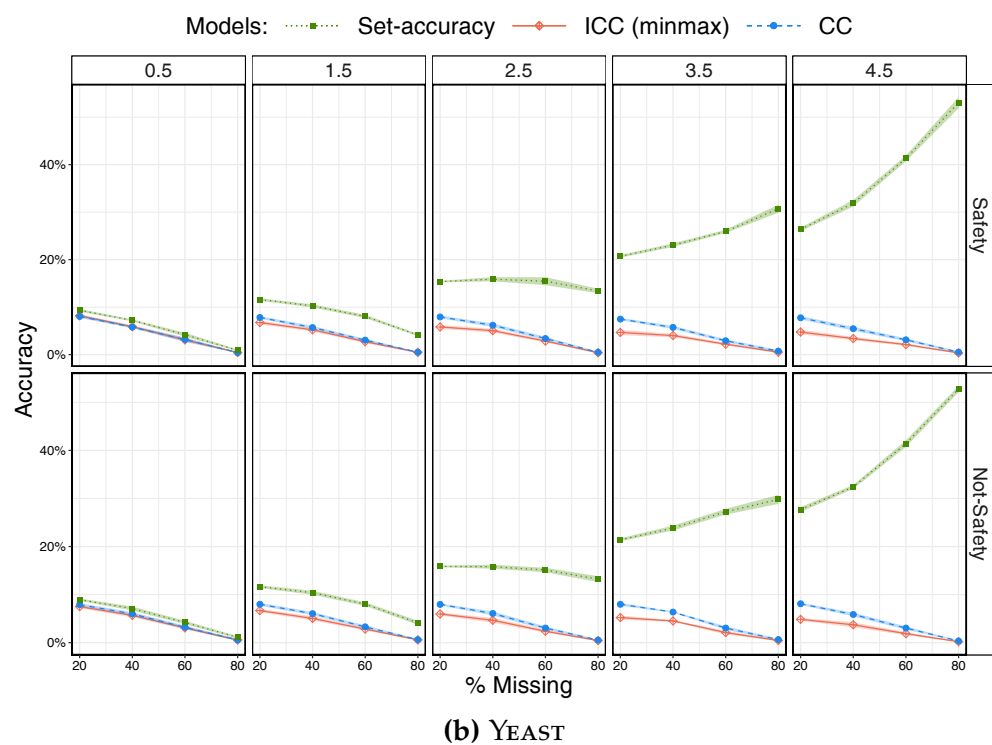 Models: Set-accuracy ICC (minmax) CC
0.5 1.5 2.5 3.5 4.5
Accuracy
40%
20%
0%
Safety
40%
20%
0%
Not-Safety
20 40 60 80 20 40 60 80 20 40 60 80 20 40 60 80 20 40 60 80
% Missing
(b) YEAST